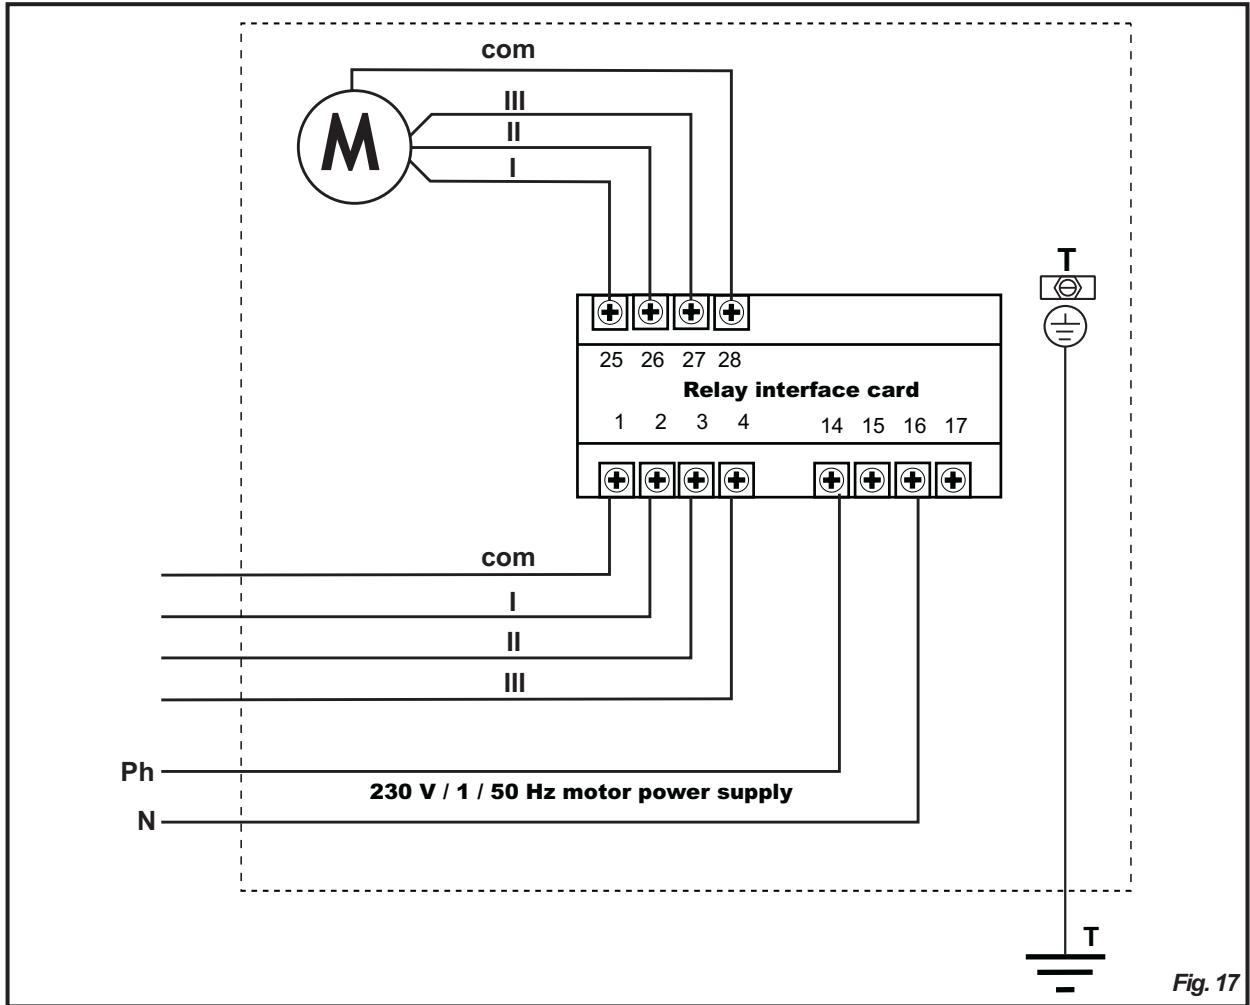 com
III
II
I
M
T
25 26 27 28
Relay interface card
1 2 3 4 14 15 16 17
com
I
II
III
Ph
230 V / 1 / 50 Hz motor power supply
N
T
Fig. 17